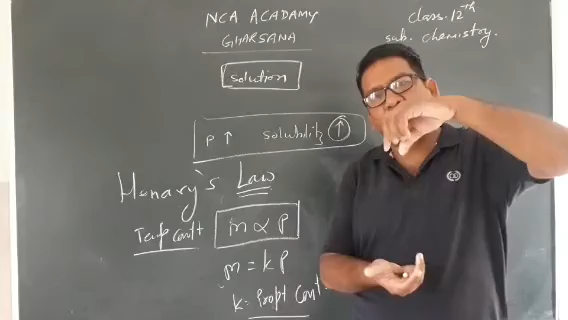 NCA ACADAMY
GHARSANA
class. 12th
sub. chemistry.
solution
P ↑ solubility ↑
Henary's Law
Temp const
m ∝ P
m = kP
k = Propt Const.